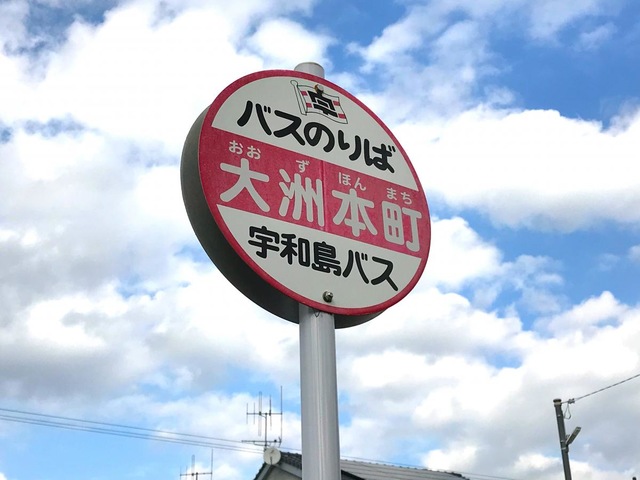 バスのりば
おおずほんまち
大洲本町
宇和島バス